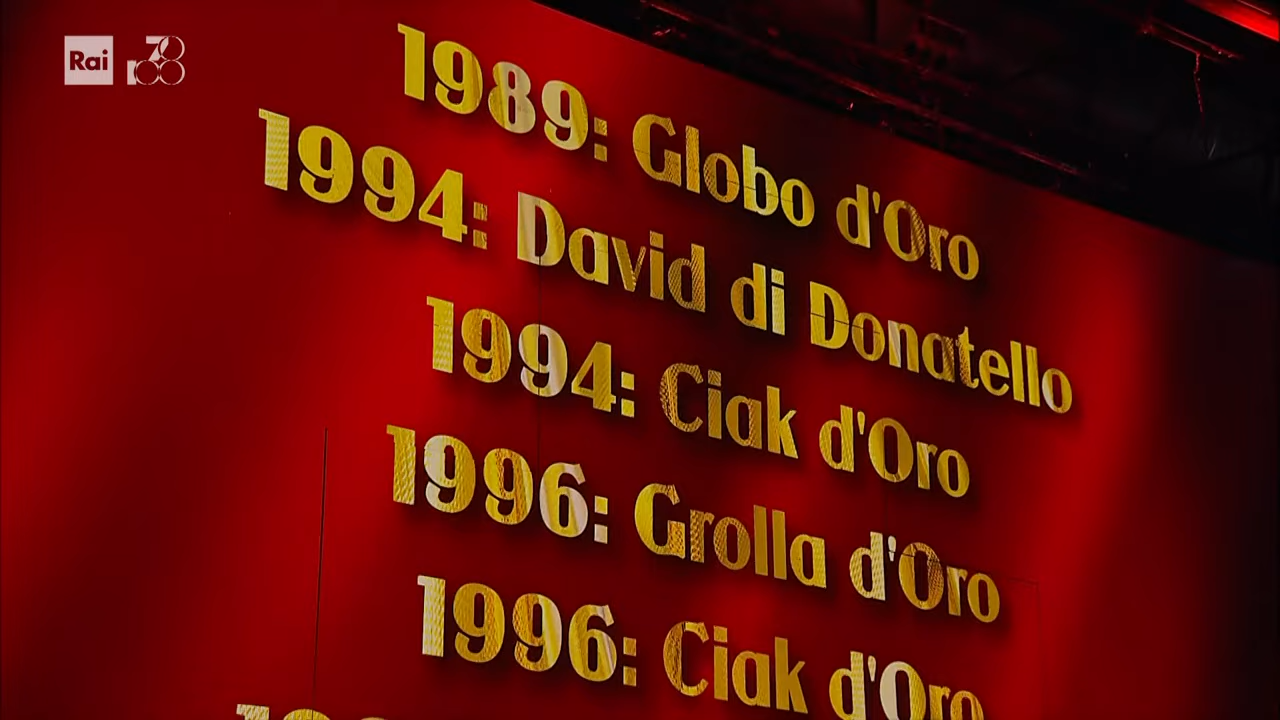 Rai
1989: Globo d'Oro
1994: David di Donatello
1994: Ciak d'Oro
1996: Grolla d'Oro
1996: Ciak d'Oro